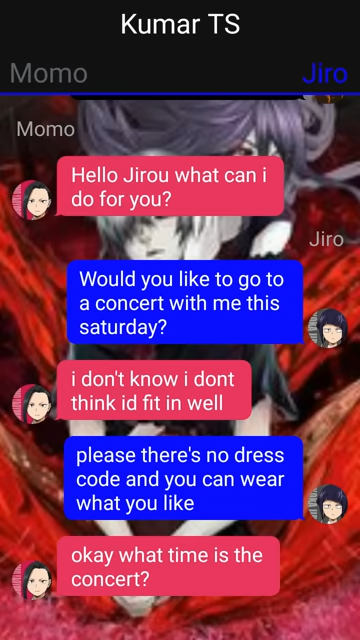 Kumar TS
Momo
Jiro
Momo
Hello Jirou what can i
do for you?
Jiro
Would you like to go to
a concert with me this
saturday?
i don't know i dont
think id fit in well
please there's no dress
code and you can wear
what you like
okay what time is the
concert?